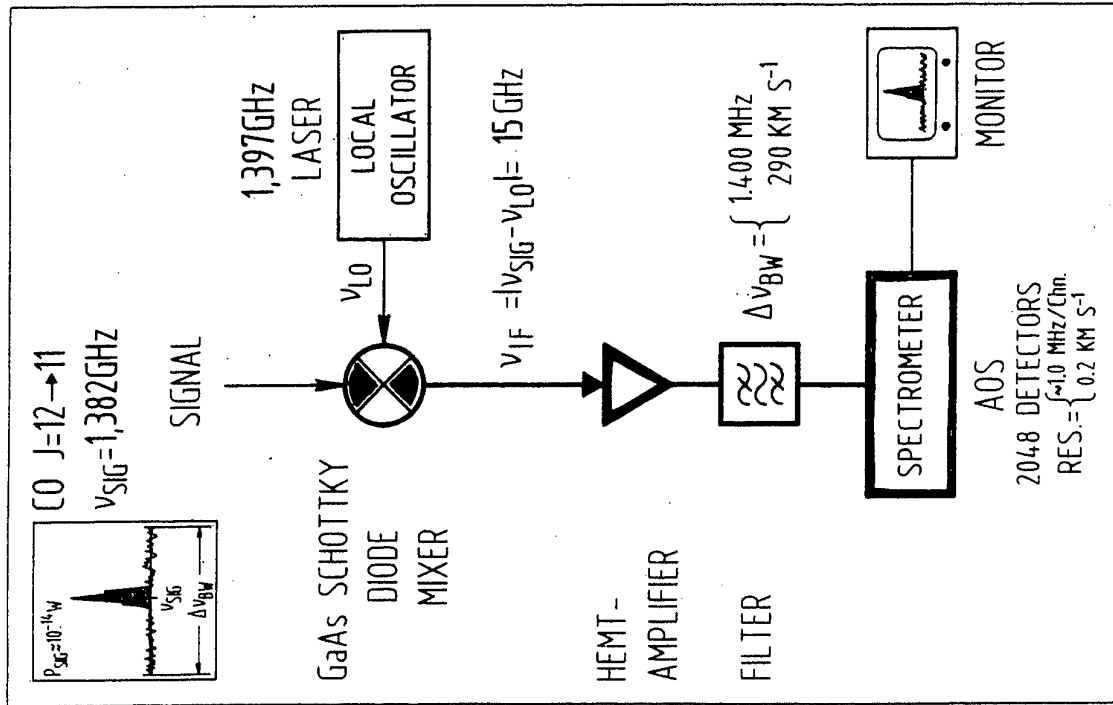 P_SIG≈10⁻¹⁴W
ν_SIG
Δν_BW
CO J=12→11
ν_SIG=1,382GHz
SIGNAL
GaAs SCHOTTKY
DIODE
MIXER
1,397GHz
LASER
LOCAL
OSCILLATOR
ν_LO
ν_IF =|ν_SIG-ν_LO|= 15 GHz
HEMT-
AMPLIFIER
FILTER
Δν_BW = { 1.400 MHz
290 KM S⁻¹
SPECTROMETER
MONITOR
AOS
2048 DETECTORS
RES.= { ≈1.0 MHz/Chn.
0.2 KM S⁻¹